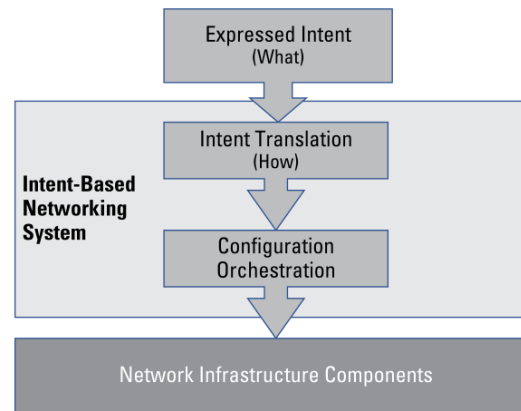 Expressed Intent
(What)
Intent Translation
(How)
Intent-Based
Networking
System
Configuration
Orchestration
Network Infrastructure Components